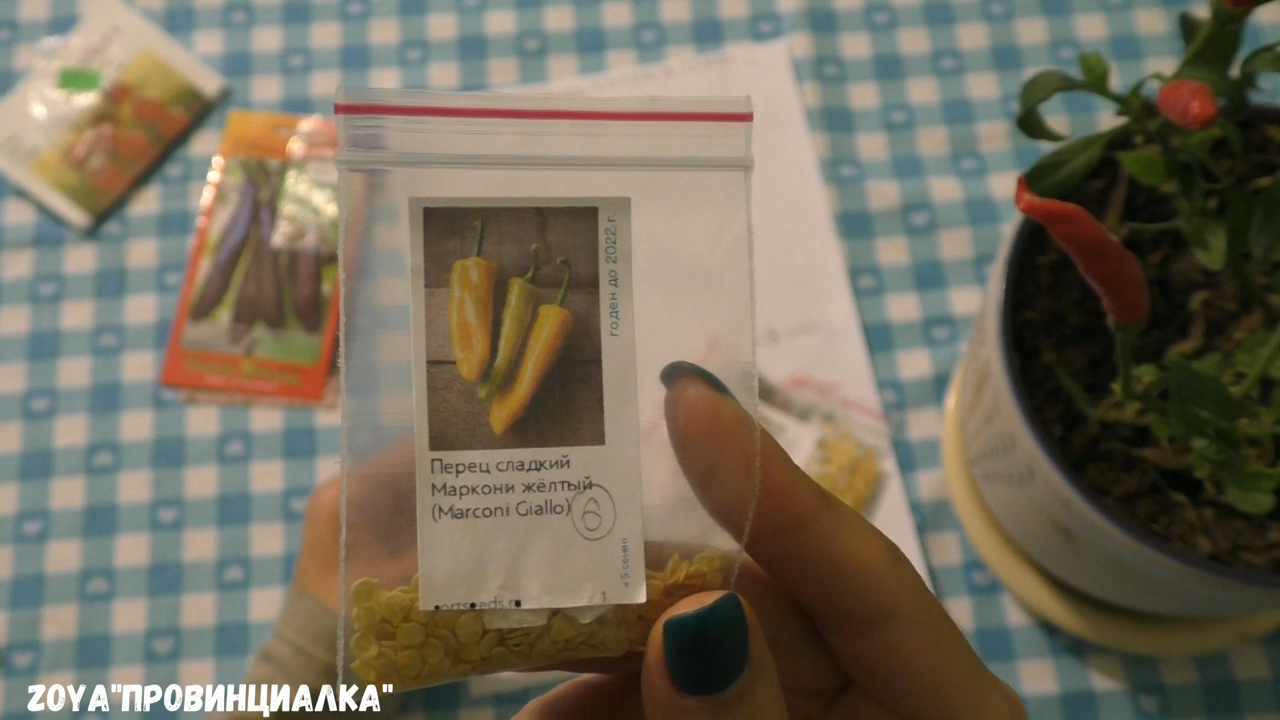 годен до 2022 г.
Перец сладкий
Маркони жёлтый
(Marconi Giallo)
6
x 5 семян
ZOYA"ПРОВИНЦИАЛКА"